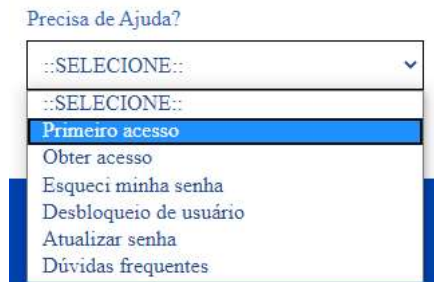 Precisa de Ajuda?
::SELECIONE::
::SELECIONE::
Primeiro acesso
Obter acesso
Esqueci minha senha
Desbloqueio de usuário
Atualizar senha
Dúvidas frequentes